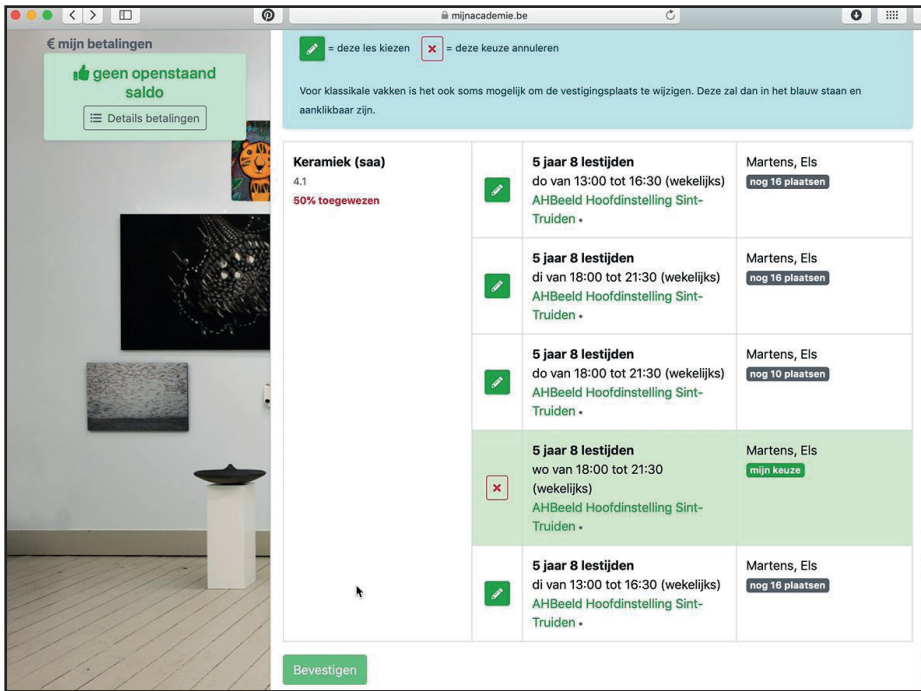 mijnacademie.be
€ mijn betalingen
geen openstaand
saldo
Details betalingen
= deze les kiezen
= deze keuze annuleren
Voor klassikale vakken is het ook soms mogelijk om de vestigingsplaats te wijzigen. Deze zal dan in het blauw staan en
aanklikbaar zijn.
Keramiek (saa)
4.1
50% toegewezen
5 jaar 8 lestijden
do van 13:00 tot 16:30 (wekelijks)
AHBeeld Hoofdinstelling Sint-
Truiden •
Martens, Els
nog 16 plaatsen
5 jaar 8 lestijden
di van 18:00 tot 21:30 (wekelijks)
AHBeeld Hoofdinstelling Sint-
Truiden •
Martens, Els
nog 16 plaatsen
5 jaar 8 lestijden
do van 18:00 tot 21:30 (wekelijks)
AHBeeld Hoofdinstelling Sint-
Truiden •
Martens, Els
nog 10 plaatsen
5 jaar 8 lestijden
wo van 18:00 tot 21:30
(wekelijks)
AHBeeld Hoofdinstelling Sint-
Truiden •
Martens, Els
mijn keuze
5 jaar 8 lestijden
di van 13:00 tot 16:30 (wekelijks)
AHBeeld Hoofdinstelling Sint-
Truiden •
Martens, Els
nog 16 plaatsen
Bevestigen